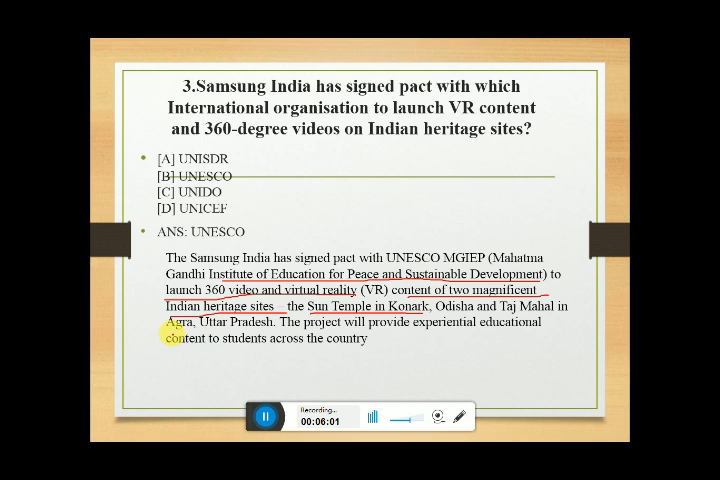 3.Samsung India has signed pact with which
International organisation to launch VR content
and 360-degree videos on Indian heritage sites?
[A] UNISDR
[B] UNESCO
[C] UNIDO
[D] UNICEF
ANS: UNESCO
The Samsung India has signed pact with UNESCO MGIEP (Mahatma
Gandhi Institute of Education for Peace and Sustainable Development) to
launch 360 video and virtual reality (VR) content of two magnificent
Indian heritage sites – the Sun Temple in Konark, Odisha and Taj Mahal in
Agra, Uttar Pradesh. The project will provide experiential educational
content to students across the country
Recording...
00:06:01